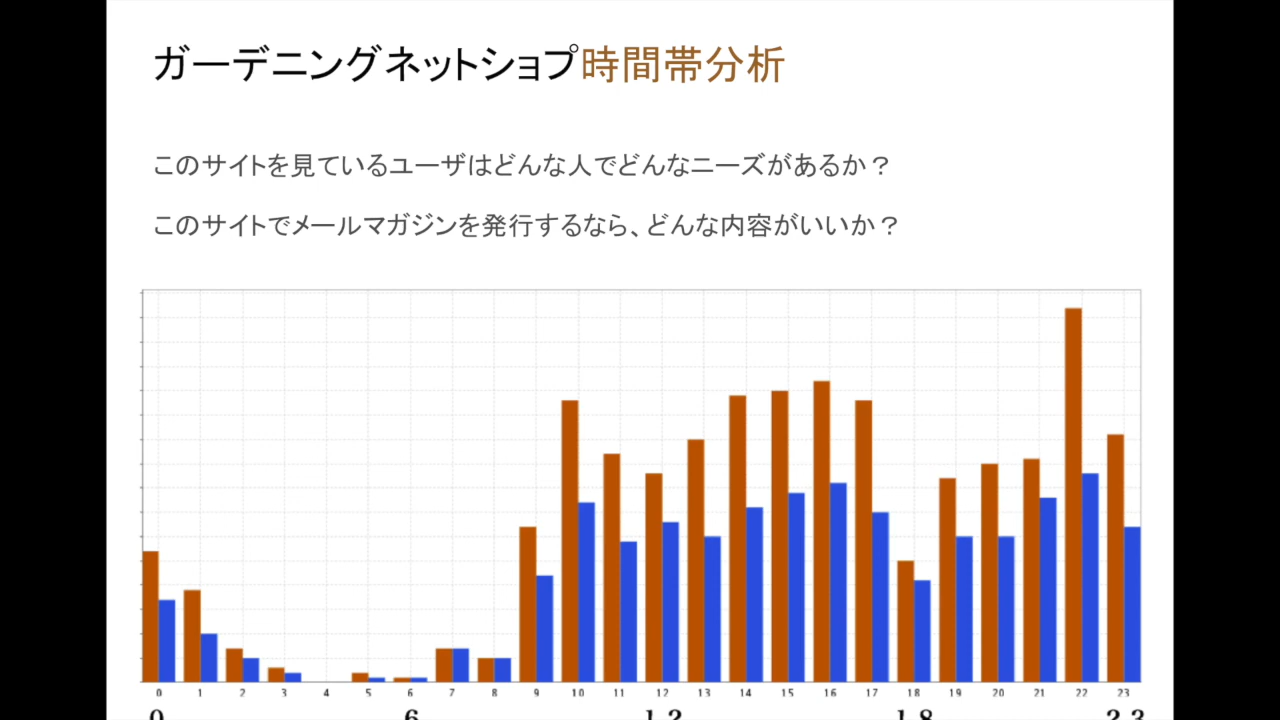 ガーデニングネットショプ時間帯分析
このサイトを見ているユーザはどんな人でどんなニーズがあるか？
このサイトでメールマガジンを発行するなら、どんな内容がいいか？
0 1 2 3 4 5 6 7 8 9 10 11 12 13 14 15 16 17 18 19 20 21 22 23
0 6 12 18 23